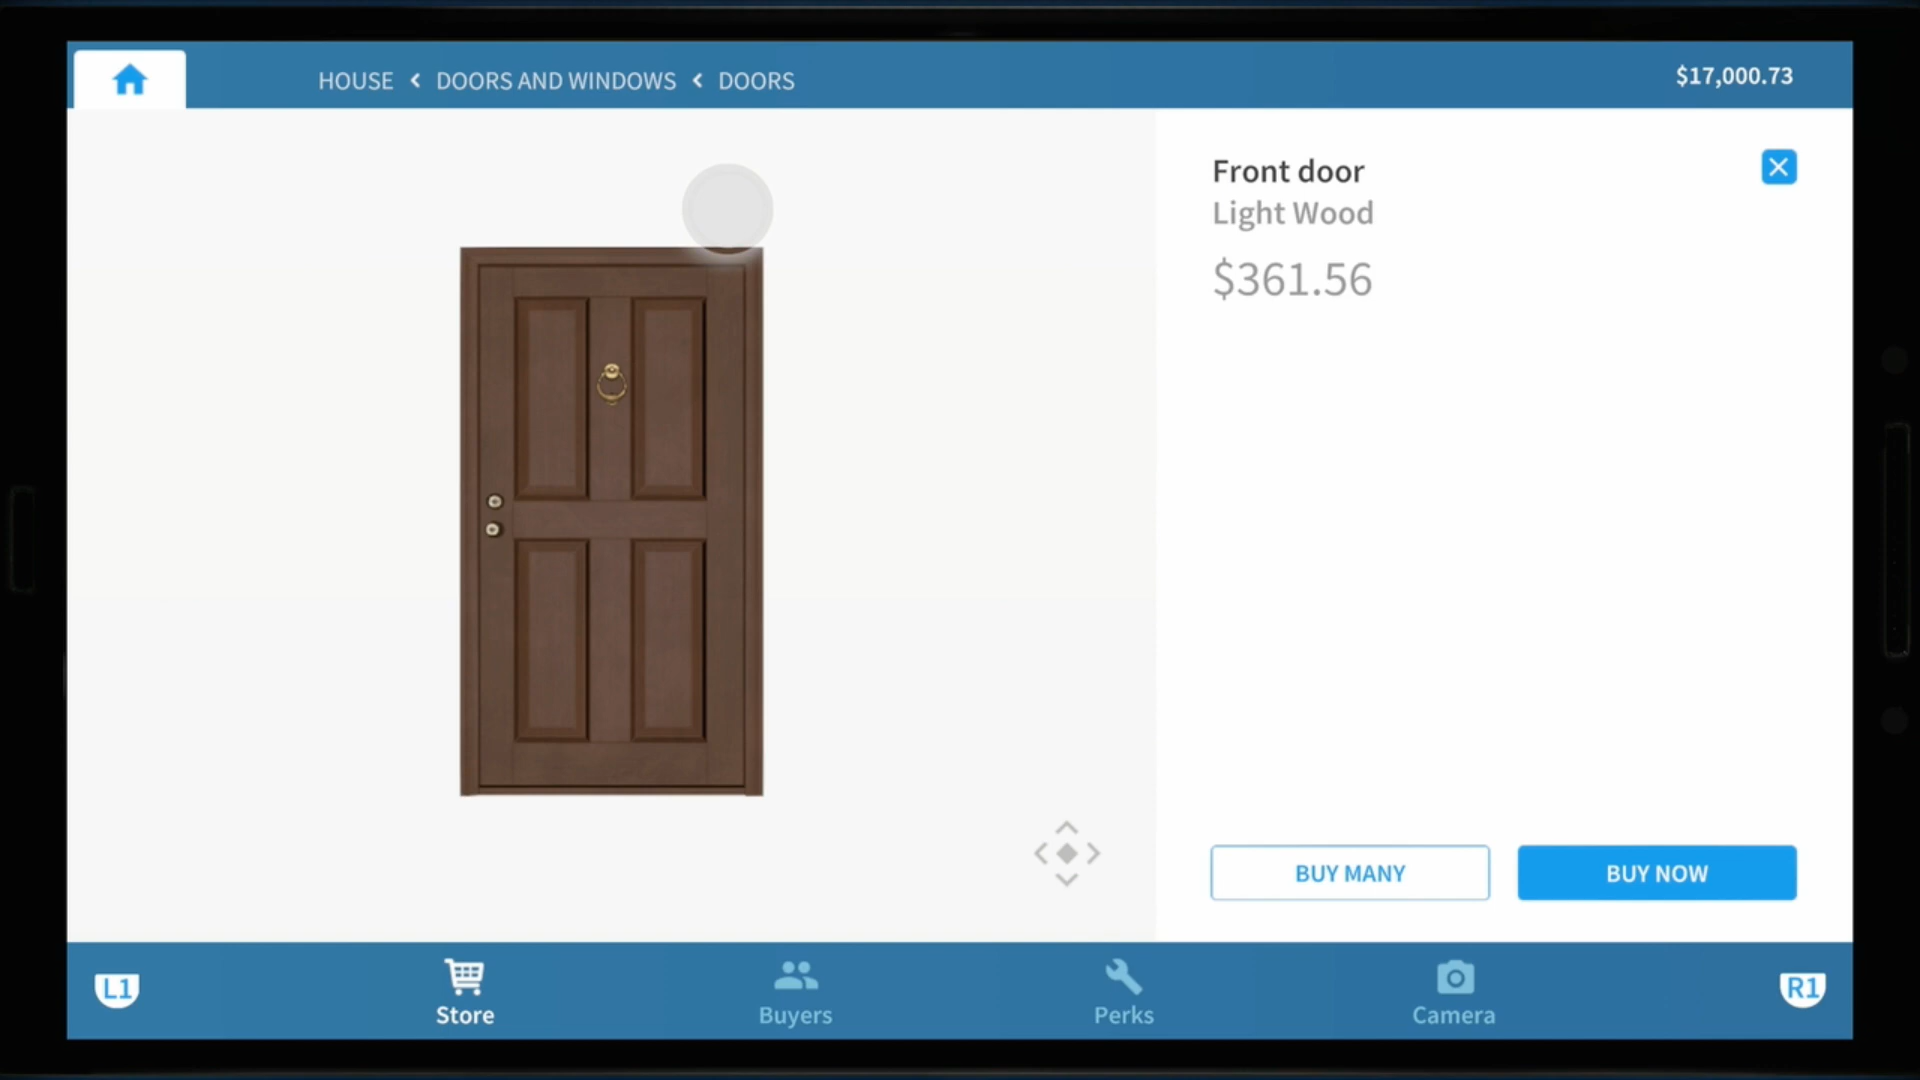 HOUSE < DOORS AND WINDOWS < DOORS
$17,000.73
Front door
Light Wood
$361.56
BUY MANY
BUY NOW
L1
Store
Buyers
Perks
Camera
R1